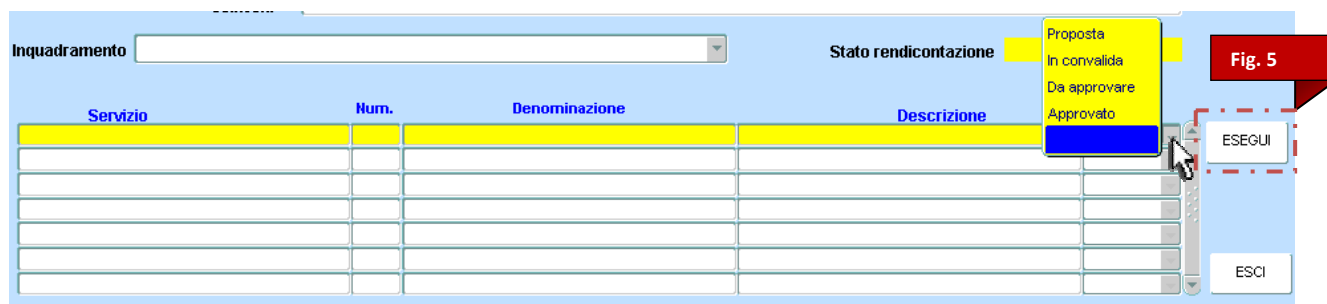 Inquadramento
Stato rendicontazione
Proposta
In convalida
Da approvare
Approvato
Fig. 5
Servizio Num. Denominazione Descrizione
ESEGUI
ESCI